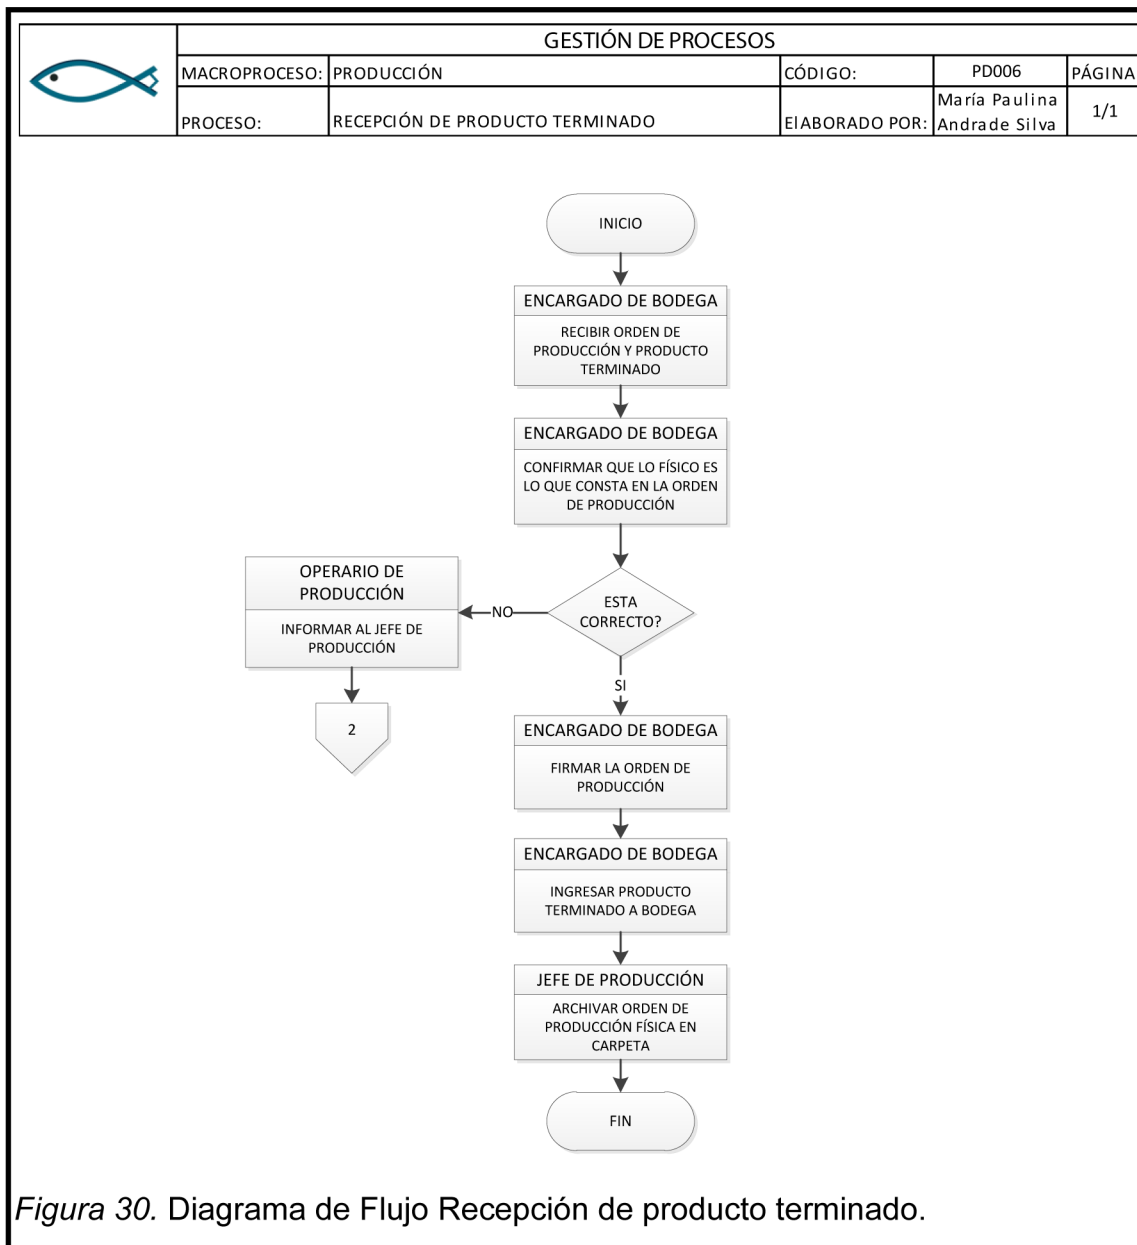 GESTIÓN DE PROCESOS
MACROPROCESO: PRODUCCIÓN CÓDIGO: PD006 PÁGINA
PROCESO: RECEPCIÓN DE PRODUCTO TERMINADO ElABORADO POR: María Paulina
Andrade Silva
1/1
INICIO
ENCARGADO DE BODEGA
RECIBIR ORDEN DE
PRODUCCIÓN Y PRODUCTO
TERMINADO
ENCARGADO DE BODEGA
CONFIRMAR QUE LO FÍSICO ES
LO QUE CONSTA EN LA ORDEN
DE PRODUCCIÓN
ESTA
CORRECTO?
NO
OPERARIO DE
PRODUCCIÓN
INFORMAR AL JEFE DE
PRODUCCIÓN
2
SI
ENCARGADO DE BODEGA
FIRMAR LA ORDEN DE
PRODUCCIÓN
ENCARGADO DE BODEGA
INGRESAR PRODUCTO
TERMINADO A BODEGA
JEFE DE PRODUCCIÓN
ARCHIVAR ORDEN DE
PRODUCCIÓN FÍSICA EN
CARPETA
FIN
Figura 30. Diagrama de Flujo Recepción de producto terminado.